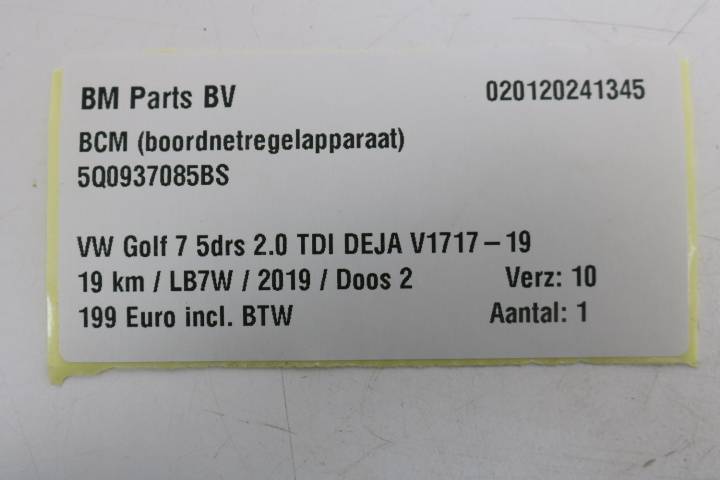 BM Parts BV 020120241345
BCM (boordnetregelapparaat)
5Q0937085BS
VW Golf 7 5drs 2.0 TDI DEJA V1717 – 19
19 km / LB7W / 2019 / Doos 2 Verz: 10
199 Euro incl. BTW Aantal: 1